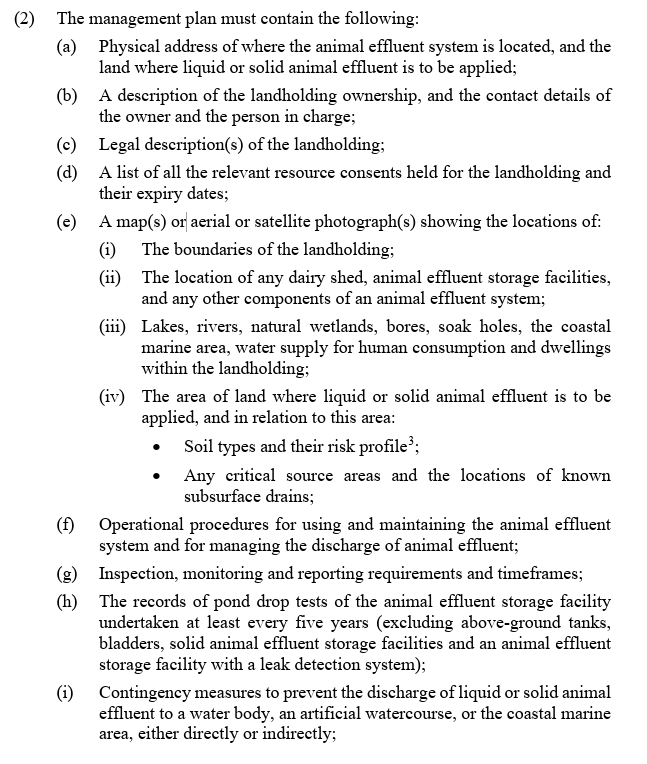 (2) The management plan must contain the following:
(a) Physical address of where the animal effluent system is located, and the
land where liquid or solid animal effluent is to be applied;
(b) A description of the landholding ownership, and the contact details of
the owner and the person in charge;
(c) Legal description(s) of the landholding;
(d) A list of all the relevant resource consents held for the landholding and
their expiry dates;
(e) A map(s) or aerial or satellite photograph(s) showing the locations of:
(i) The boundaries of the landholding;
(ii) The location of any dairy shed, animal effluent storage facilities,
and any other components of an animal effluent system;
(iii) Lakes, rivers, natural wetlands, bores, soak holes, the coastal
marine area, water supply for human consumption and dwellings
within the landholding;
(iv) The area of land where liquid or solid animal effluent is to be
applied, and in relation to this area:
• Soil types and their risk profile³;
• Any critical source areas and the locations of known
subsurface drains;
(f) Operational procedures for using and maintaining the animal effluent
system and for managing the discharge of animal effluent;
(g) Inspection, monitoring and reporting requirements and timeframes;
(h) The records of pond drop tests of the animal effluent storage facility
undertaken at least every five years (excluding above-ground tanks,
bladders, solid animal effluent storage facilities and an animal effluent
storage facility with a leak detection system);
(i) Contingency measures to prevent the discharge of liquid or solid animal
effluent to a water body, an artificial watercourse, or the coastal marine
area, either directly or indirectly;